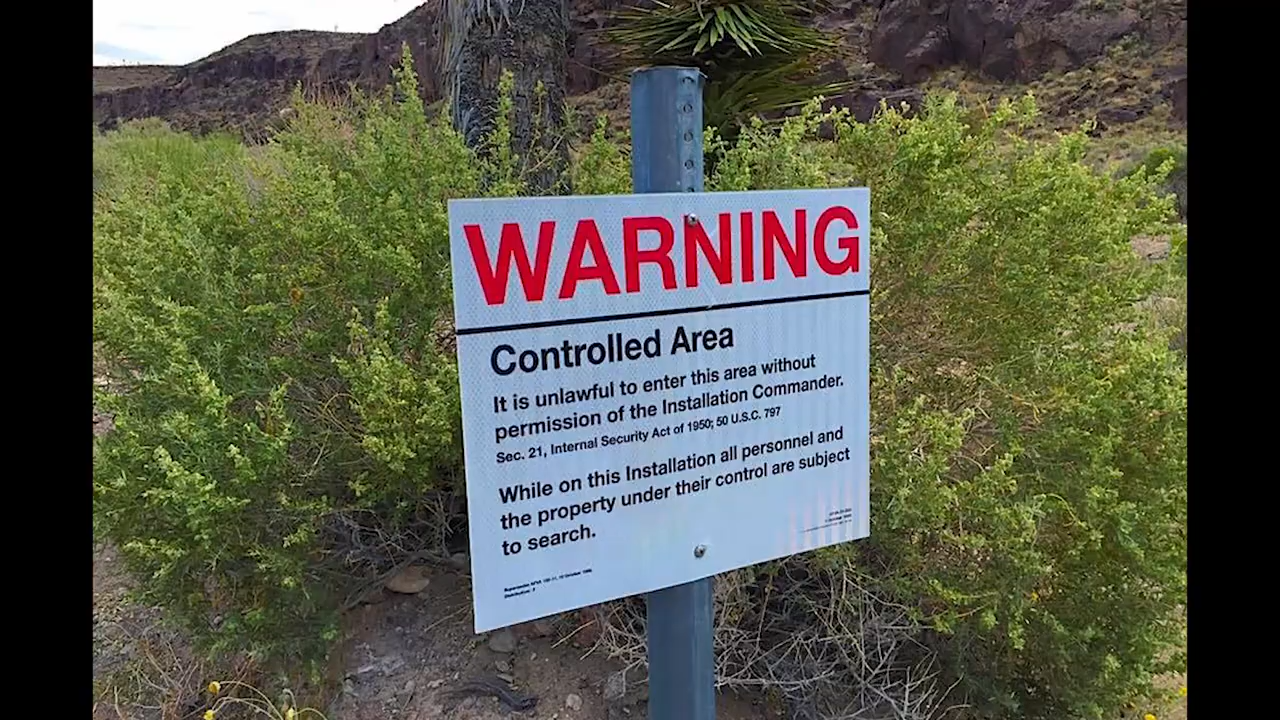 WARNING
Controlled Area
It is unlawful to enter this area without
permission of the Installation Commander.
Sec. 21, Internal Security Act of 1950; 50 U.S.C. 797
While on this Installation all personnel and
the property under their control are subject
to search.